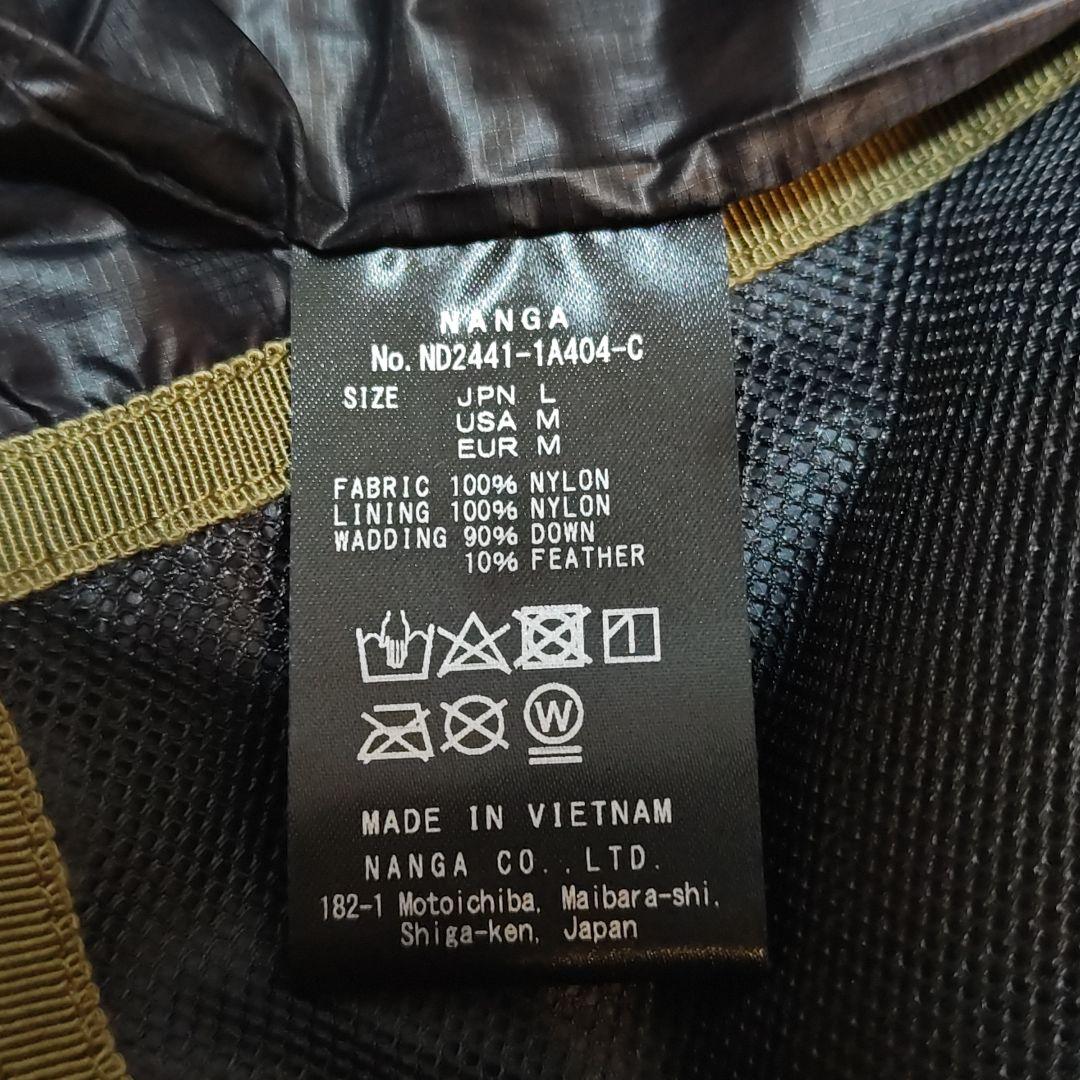 NANGA
No. ND2441-1A404-C
SIZE JPN L
USA M
EUR M
FABRIC 100% NYLON
LINING 100% NYLON
WADDING 90% DOWN
10% FEATHER
W
MADE IN VIETNAM
NANGA CO.,LTD.
182-1 Motoichiba, Maibara-shi,
Shiga-ken, Japan